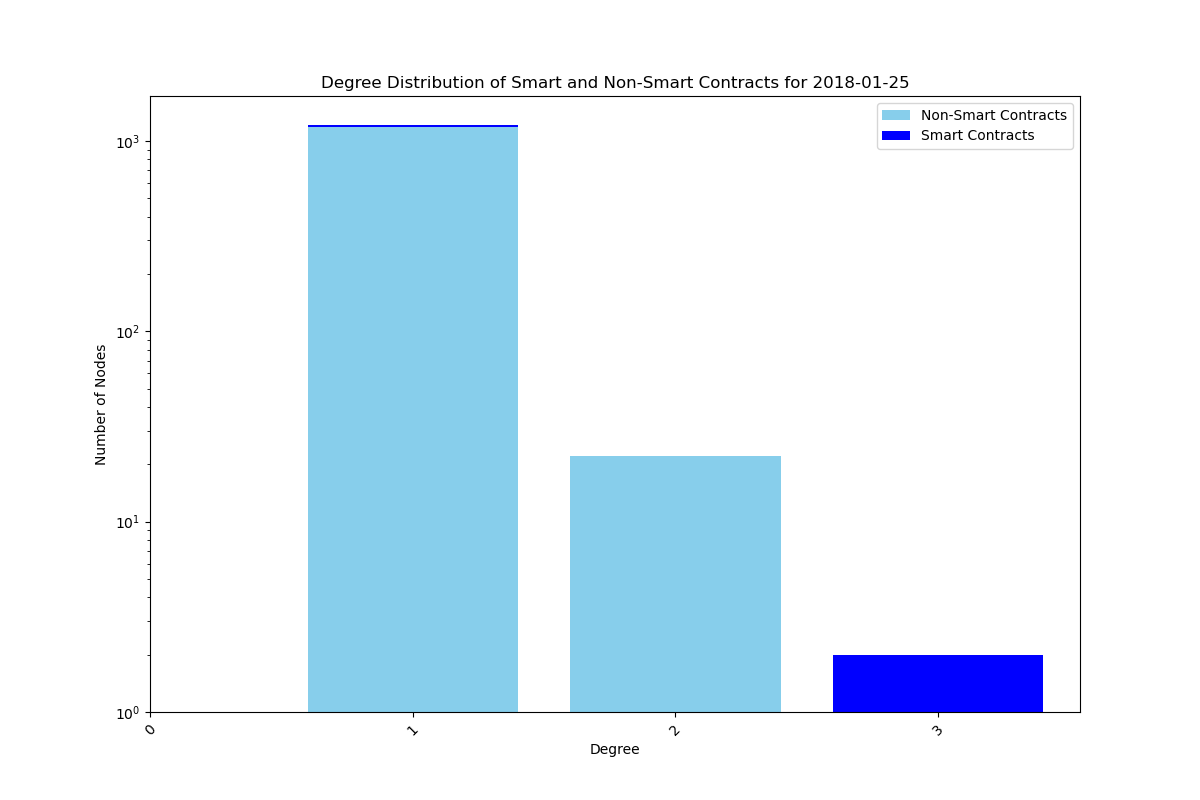 Degree Distribution of Smart and Non-Smart Contracts for 2018-01-25
Non-Smart Contracts
Smart Contracts
Number of Nodes
10³
10²
10¹
10⁰
0
1
2
3
Degree